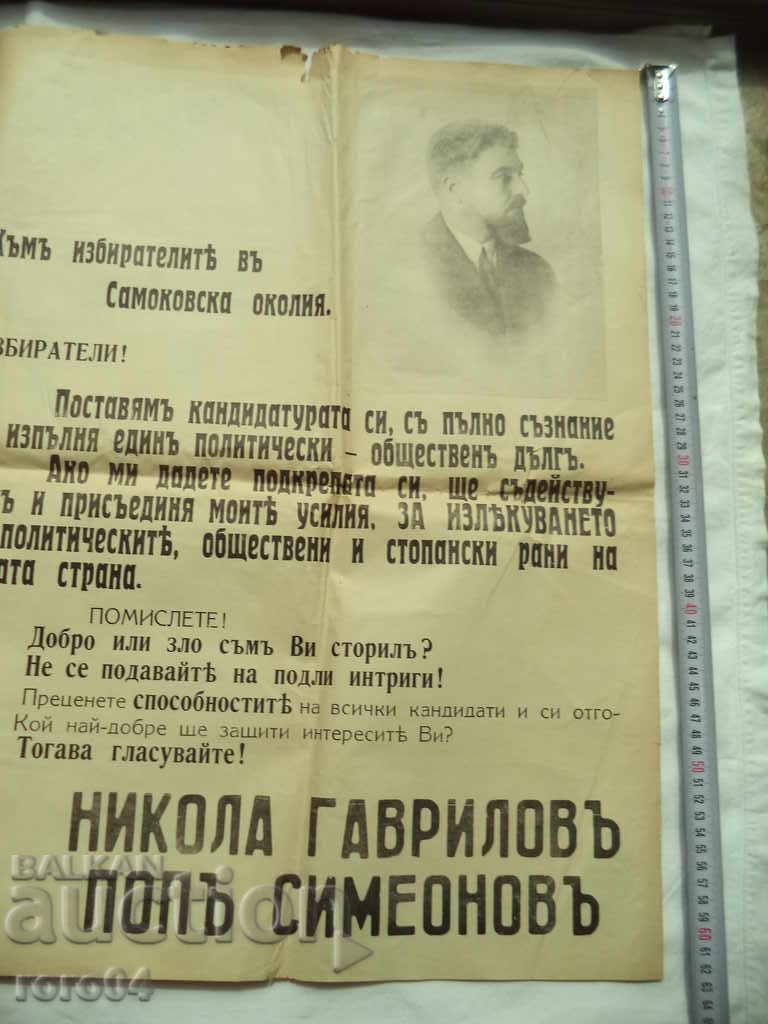 Къмъ избирателитѣ въ
Самоковска околия.
ЗБИРАТЕЛИ!
Поставямъ кандидатурата си, съ пълно съзнание
изпълня единъ политически – общественъ дългъ.
Ако ми дадете подкрепата си, ще съдейству-
ъ и присъединя моитѣ усилия, ЗА ИЗЛѢКУВАНЕТО
политическитѣ, обществени и стопански рани на
ата страна.
ПОМИСЛЕТЕ!
Добро или зло съмъ Ви сторилъ?
Не се подавайтѣ на подли интриги!
Преценете способноститѣ на всички кандидати и си отго-
Кой най-добре ще защити интереситѣ Ви?
Тогава гласувайте!
НИКОЛА ГАВРИЛОВЪ
ПОПЪ СИМЕОНОВЪ
BALKAN
auction
roro04